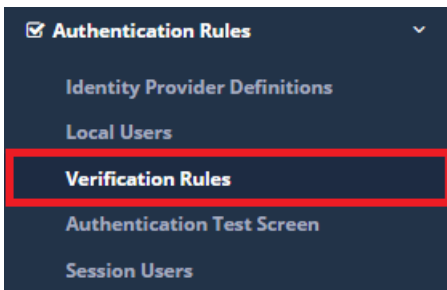 Authentication Rules
Identity Provider Definitions
Local Users
Verification Rules
Authentication Test Screen
Session Users